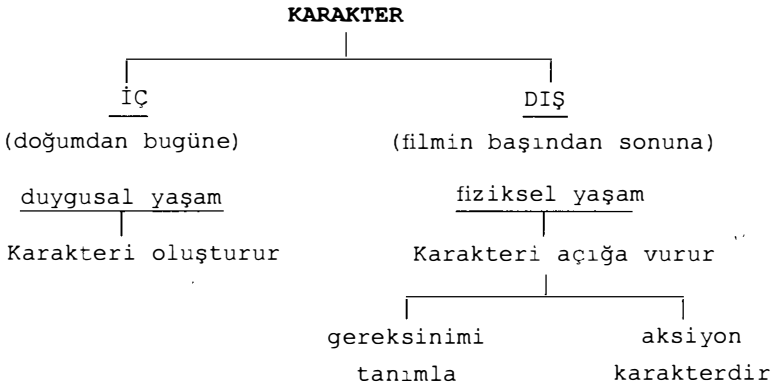 KARAKTER
İÇ DIŞ
(doğumdan bugüne) (filmin başından sonuna)
duygusal yaşam fiziksel yaşam
Karakteri oluşturur Karakteri açığa vurur
gereksinimi aksiyon
tanımla karakterdir